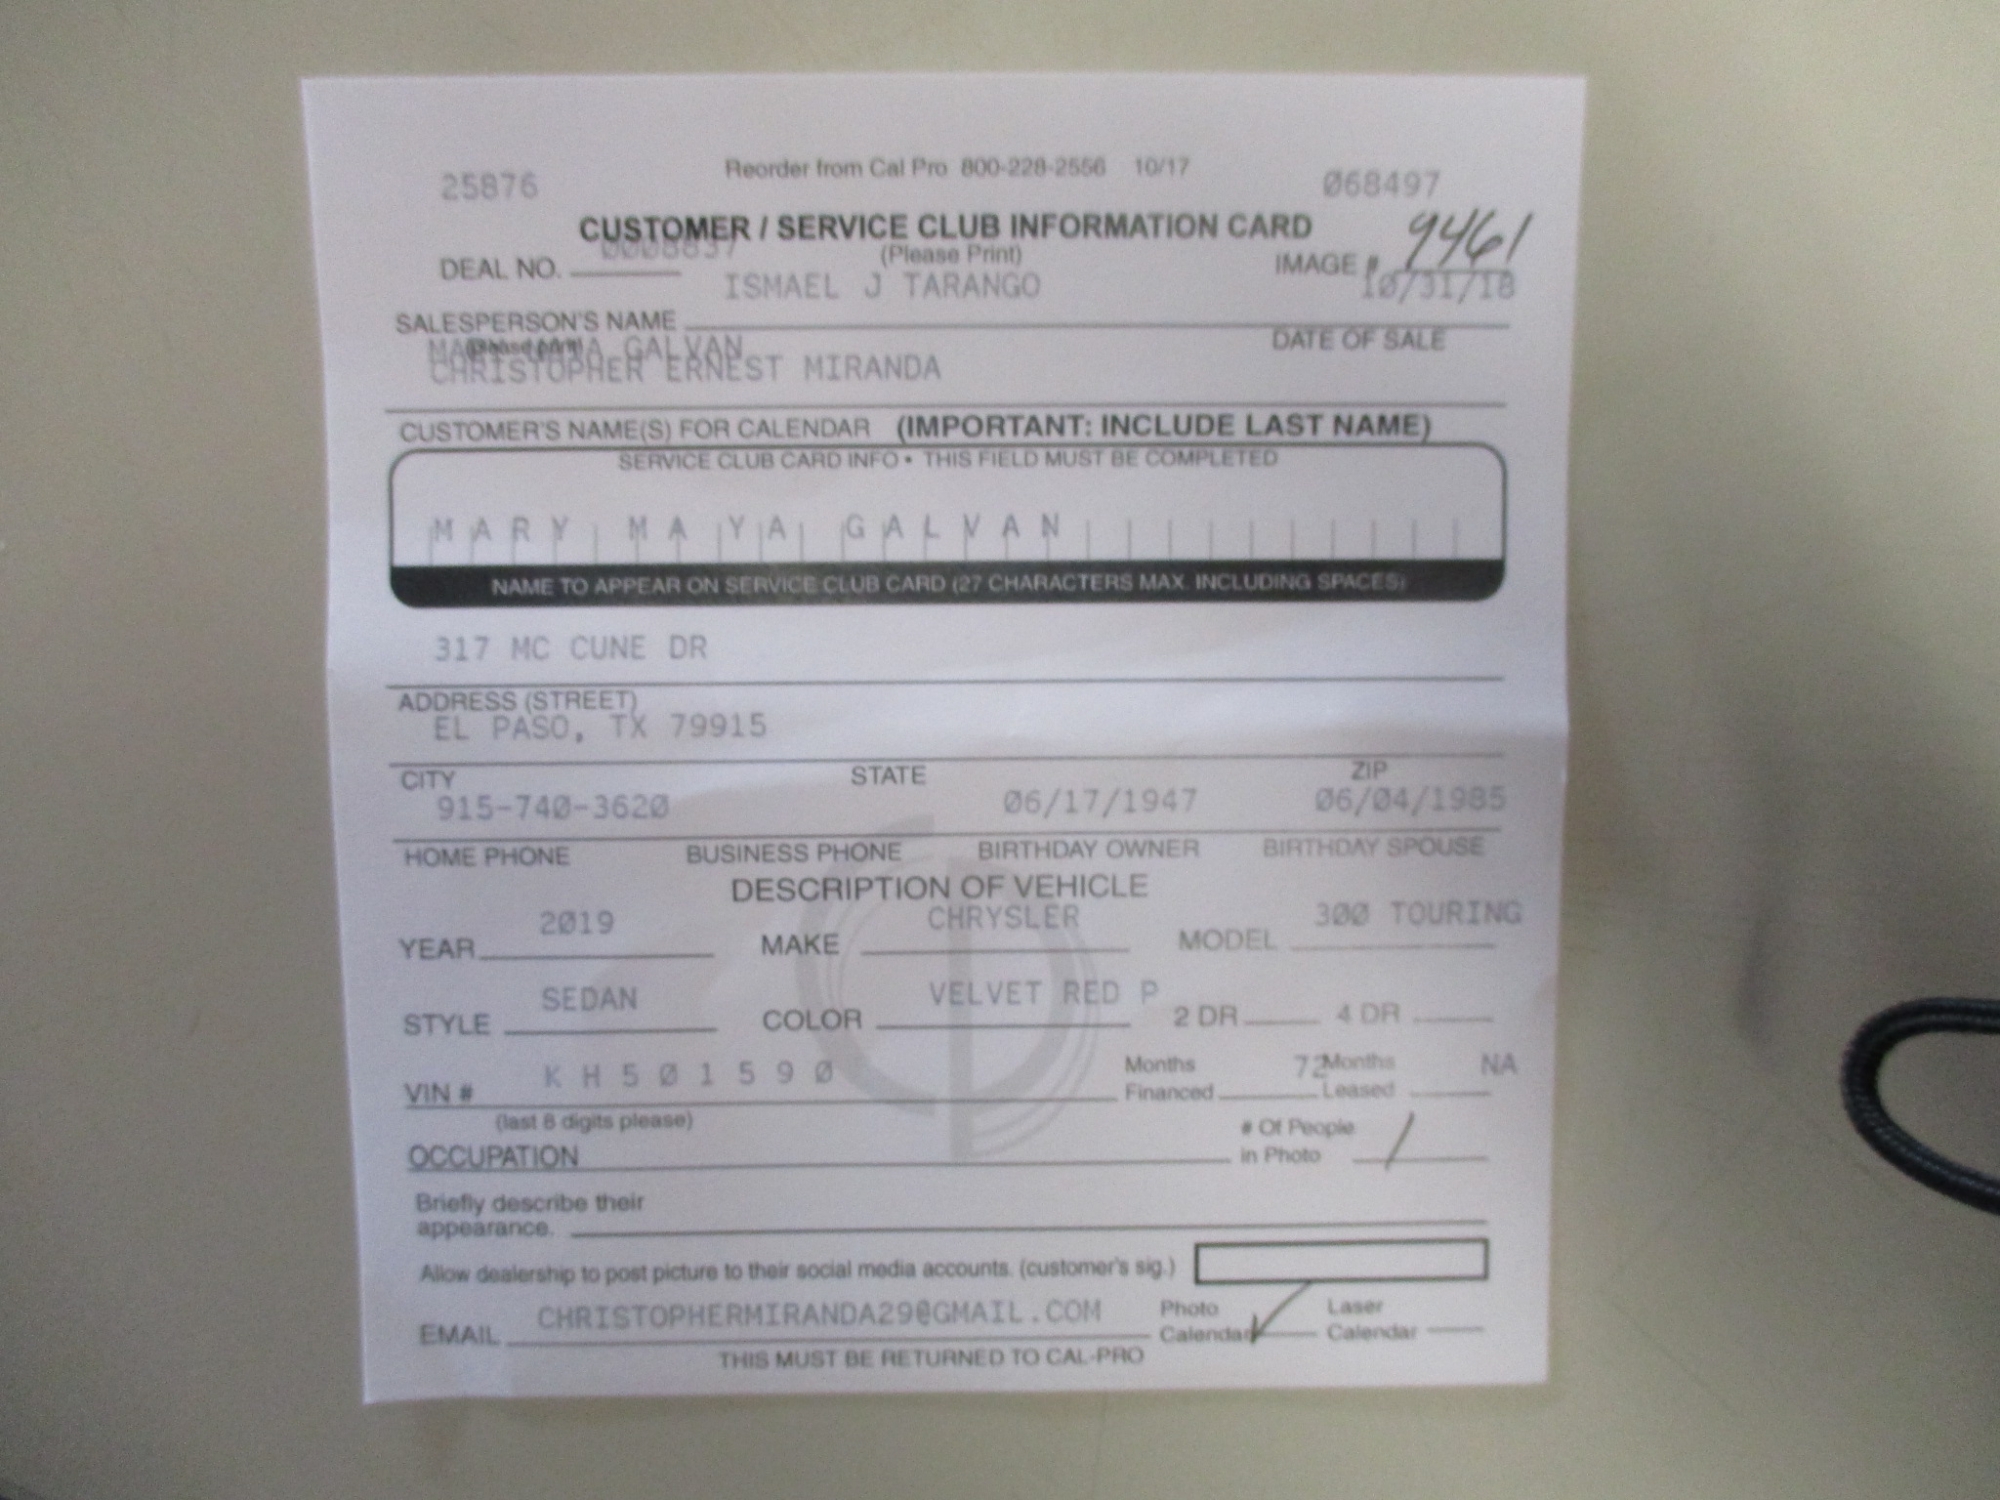 Reorder from Cal Pro 800-228-2556 10/17
25876 068497
CUSTOMER / SERVICE CLUB INFORMATION CARD
(Please Print)
DEAL NO. 0008837 IMAGE # 9461
ISMAEL J TARANGO 10/31/18
SALESPERSON'S NAME DATE OF SALE
(please print)
GALVAN
CHRISTOPHER ERNEST MIRANDA
CUSTOMER'S NAME(S) FOR CALENDAR (IMPORTANT: INCLUDE LAST NAME)
SERVICE CLUB CARD INFO • THIS FIELD MUST BE COMPLETED
MARY MAYA GALVAN
NAME TO APPEAR ON SERVICE CLUB CARD (27 CHARACTERS MAX. INCLUDING SPACES)
317 MC CUNE DR
ADDRESS (STREET)
EL PASO, TX 79915
CITY STATE ZIP
915-740-3620 06/17/1947 06/04/1985
HOME PHONE BUSINESS PHONE BIRTHDAY OWNER BIRTHDAY SPOUSE
DESCRIPTION OF VEHICLE
YEAR 2019 MAKE CHRYSLER MODEL 300 TOURING
STYLE SEDAN COLOR VELVET RED P 2 DR 4 DR
VIN # KH501590 Months Financed 72 Months Leased NA
(last 8 digits please)
OCCUPATION # Of People in Photo 1
Briefly describe their
appearance.
Allow dealership to post picture to their social media accounts. (customer's sig.)
EMAIL CHRISTOPHERMIRANDA29@GMAIL.COM Photo Calendar ✓ Laser Calendar
THIS MUST BE RETURNED TO CAL-PRO